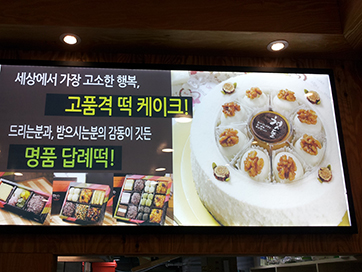 세상에서 가장 고소한 행복,
고품격 떡 케이크!
드리는분과, 받으시는분의 감동이 깃든
명품 답례떡!